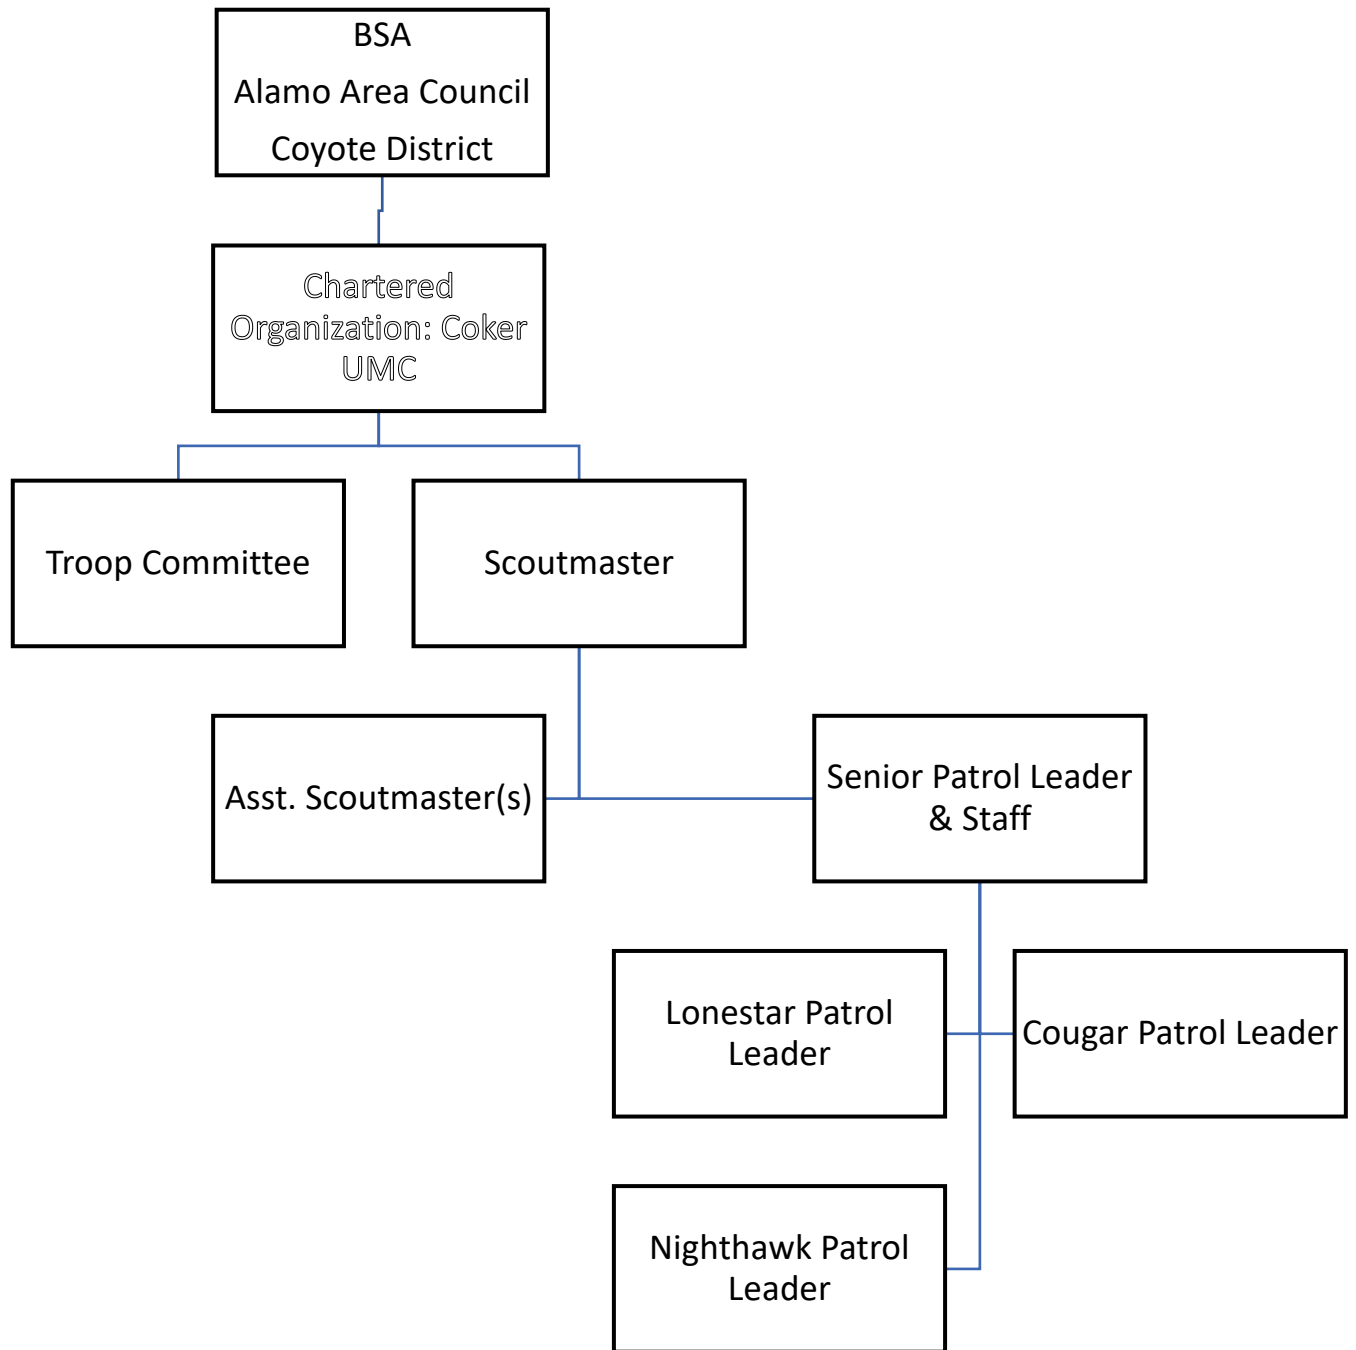 BSA
Alamo Area Council
Coyote District
Chartered
Organization: Coker
UMC
Troop Committee
Scoutmaster
Asst. Scoutmaster(s)
Senior Patrol Leader
& Staff
Lonestar Patrol
Leader
Cougar Patrol Leader
Nighthawk Patrol
Leader